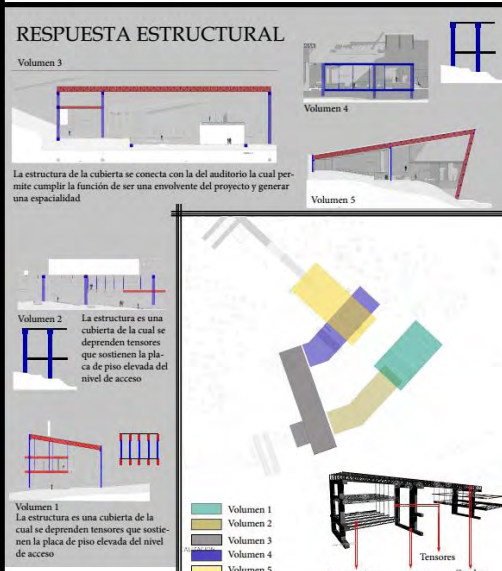 RESPUESTA ESTRUCTURAL
Volumen 3
La estructura de la cubierta se conecta con la del auditorio la cual per-
mite cumplir la función de ser una envolvente del proyecto y generar
una espacialidad
Volumen 4
Volumen 5
Volumen 2
La estructura es una
cubierta de la cual se
deprenden tensores
que sostienen la pla-
ca de piso elevada del
nivel de acceso
Volumen 1
La estructura es una cubierta de la
cual se deprenden tensores que sostie-
nen la placa de piso elevada del nivel
de acceso
Volumen 1
Volumen 2
Volumen 3
Volumen 4
Volumen 5
Tensores